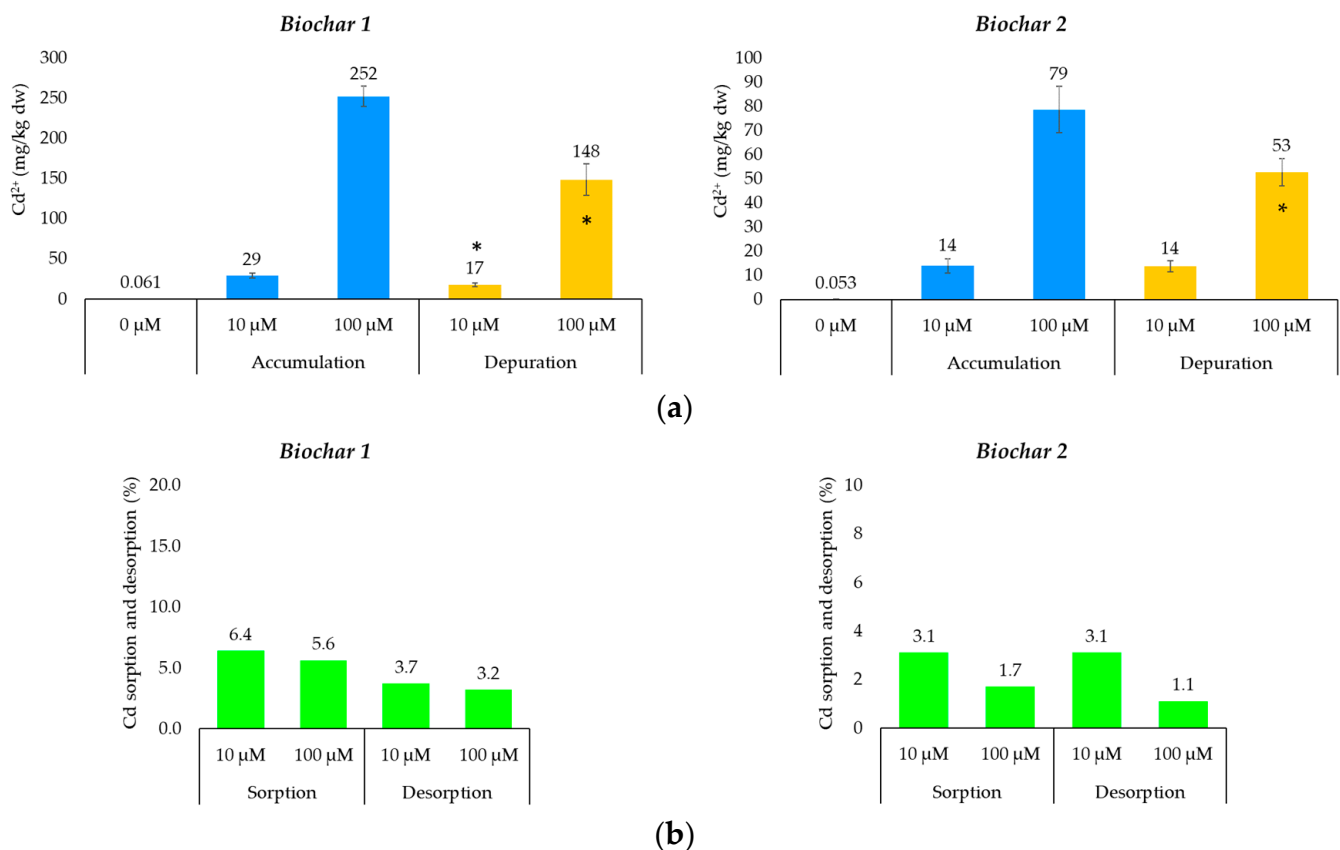 Biochar 1
Cd²⁺ (mg/kg dw)
300
250
200
150
100
50
0
0.061
29
252
*
17
148
*
0 µM
10 µM
100 µM
10 µM
100 µM
Accumulation
Depuration
Biochar 2
Cd²⁺ (mg/kg dw)
100
90
80
70
60
50
40
30
20
10
0
0.053
14
79
14
53
*
0 µM
10 µM
100 µM
10 µM
100 µM
Accumulation
Depuration
(a)
Biochar 1
Cd sorption and desorption (%)
20.0
15.0
10.0
5.0
0.0
6.4
5.6
3.7
3.2
10 µM
100 µM
10 µM
100 µM
Sorption
Desorption
Biochar 2
Cd sorption and desorption (%)
10
8
6
4
2
0
3.1
1.7
3.1
1.1
10 µM
100 µM
10 µM
100 µM
Sorption
Desorption
(b)